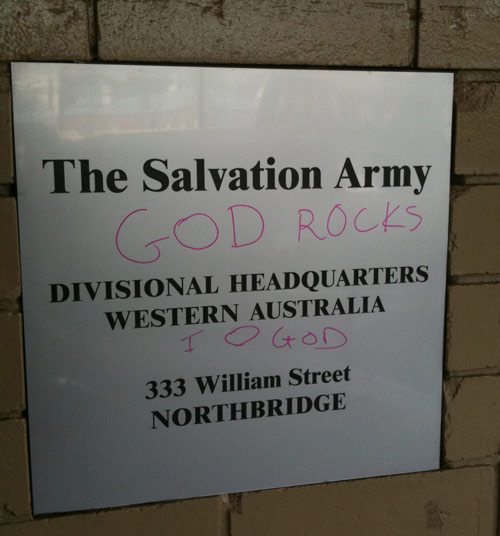 The Salvation Army
GOD ROCKS
DIVISIONAL HEADQUARTERS
WESTERN AUSTRALIA
I ♡ GOD
333 William Street
NORTHBRIDGE